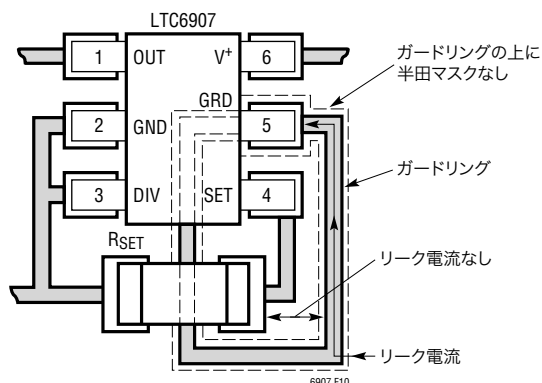 LTC6907
1 OUT V+ 6
GRD
2 GND 5
3 DIV SET 4
RSET
ガードリングの上に
半田マスクなし
ガードリング
リーク電流なし
リーク電流
6907 F10